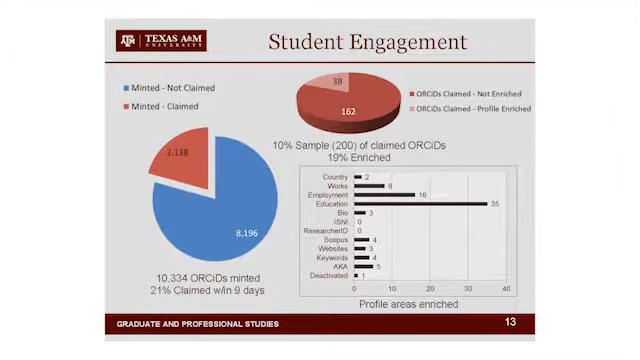 ATM TEXAS A&M UNIVERSITY
Student Engagement
Minted - Not Claimed
Minted - Claimed
2,138
8,196
10,334 ORCiDs minted
21% Claimed w/in 9 days
38
162
ORCiDs Claimed - Not Enriched
ORCiDs Claimed - Profile Enriched
10% Sample (200) of claimed ORCiDs
19% Enriched
Country 2
Works 8
Employment 16
Education 35
Bio 3
ISNI 0
ResearcherID 0
Scopus 4
Websites 3
Keywords 4
AKA 5
Deactivated 1
0 10 20 30 40
Profile areas enriched
GRADUATE AND PROFESSIONAL STUDIES 13